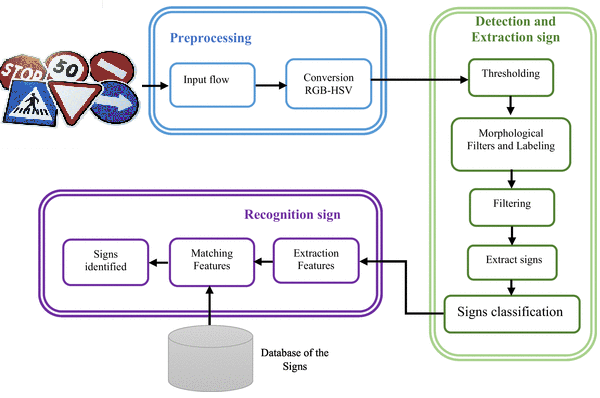 Preprocessing
Detection and
Extraction sign
STOP
50
Input flow
Conversion
RGB-HSV
Thresholding
Morphological
Filters and Labeling
Filtering
Extract signs
Signs classification
Recognition sign
Signs
identified
Matching
Features
Extraction
Features
Database of the
Signs